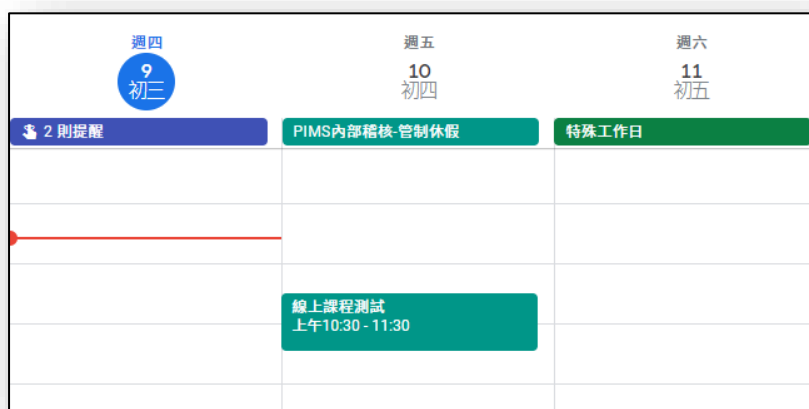 週四
9
初三
週五
10
初四
週六
11
初五
2 則提醒
PIMS內部稽核-管制休假
特殊工作日
線上課程測試
上午10:30 - 11:30